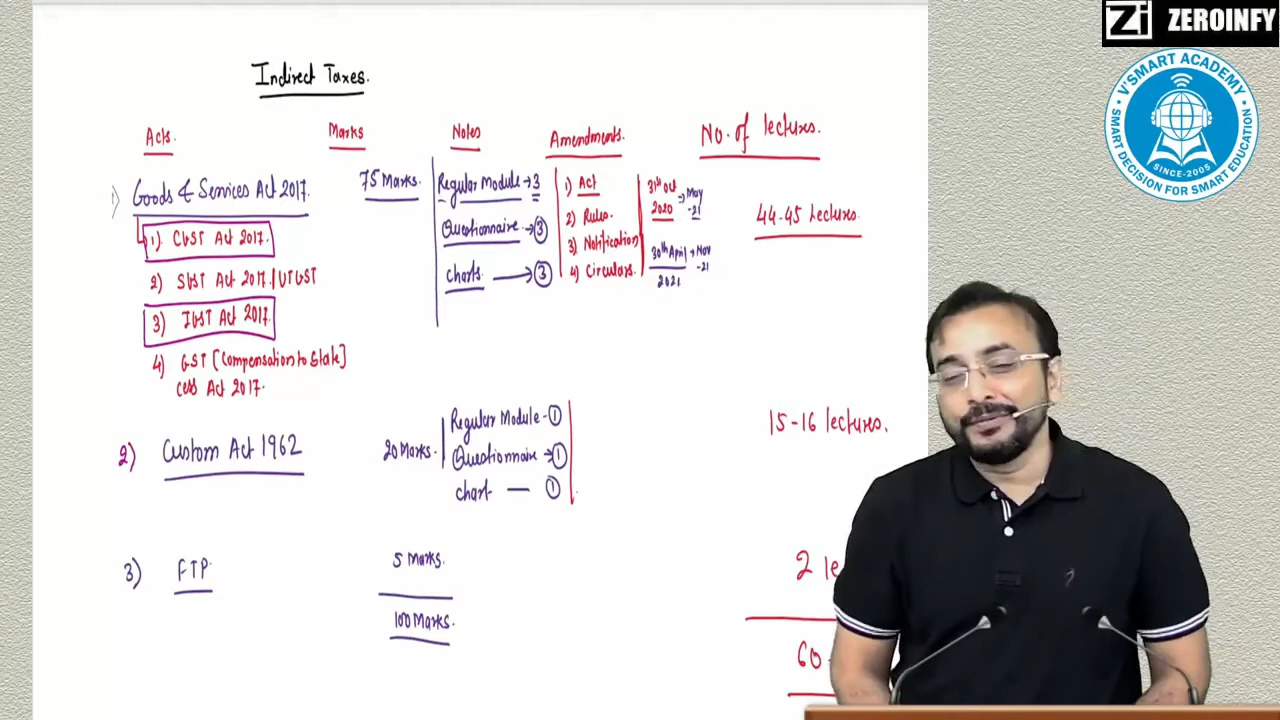 ZEROINFY
V'SMART ACADEMY
SINCE-2005
SMART DECISION FOR SMART EDUCATION
Indirect Taxes.
Acts. Marks Notes Amendments. No. of lectures.
1) Goods & Services Act 2017. 75 Marks. Regular Module → 3 1) Act 31st Oct 2020 → May -21 44-45 Lectures.
1). CGST Act 2017. Questionnaire → 3 2) Rules.
2) SGST Act 2017./UTGST Charts. → 3 3) Notification 30th April 2021 → Nov -21
3) IGST Act 2017. 4) Circulars.
4) GST [Compensation to State]
cess Act 2017.
2) Custom Act 1962 20 Marks. Regular Module - 1 15-16 lectures.
Questionnaire → 1
chart — 1
3) FTP. 5 Marks. 2 le
100 Marks. 60